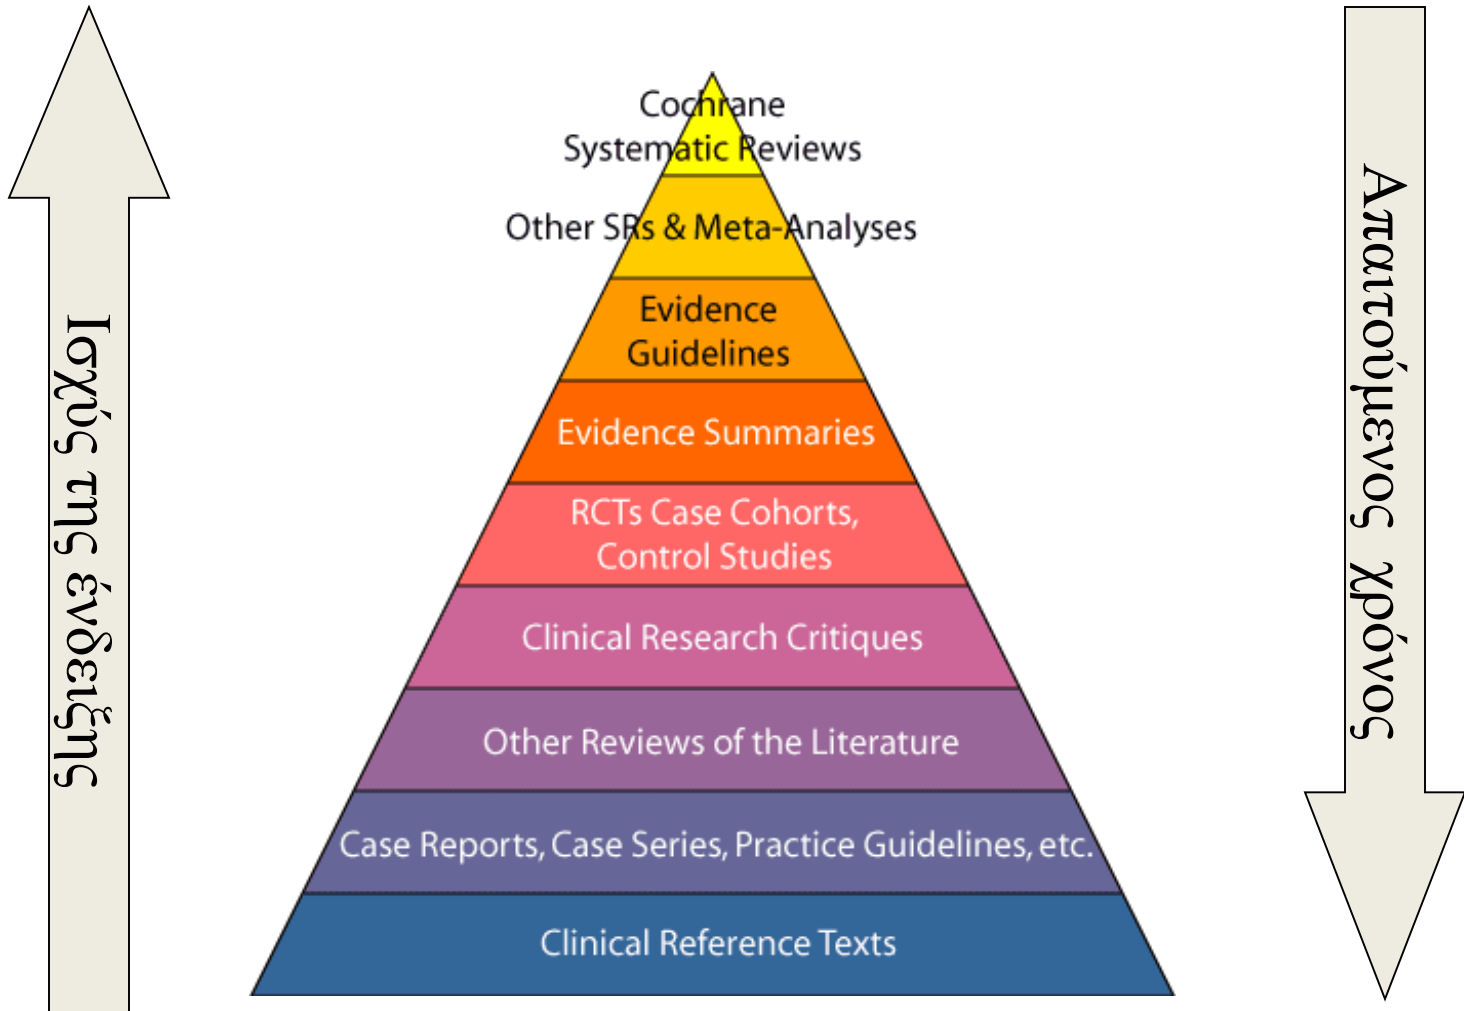 Ισχύς της ένδειξης
Cochrane
Systematic Reviews
Other SRs & Meta-Analyses
Evidence
Guidelines
Evidence Summaries
RCTs Case Cohorts,
Control Studies
Clinical Research Critiques
Other Reviews of the Literature
Case Reports, Case Series, Practice Guidelines, etc.
Clinical Reference Texts
Απαιτούμενος χρόνος